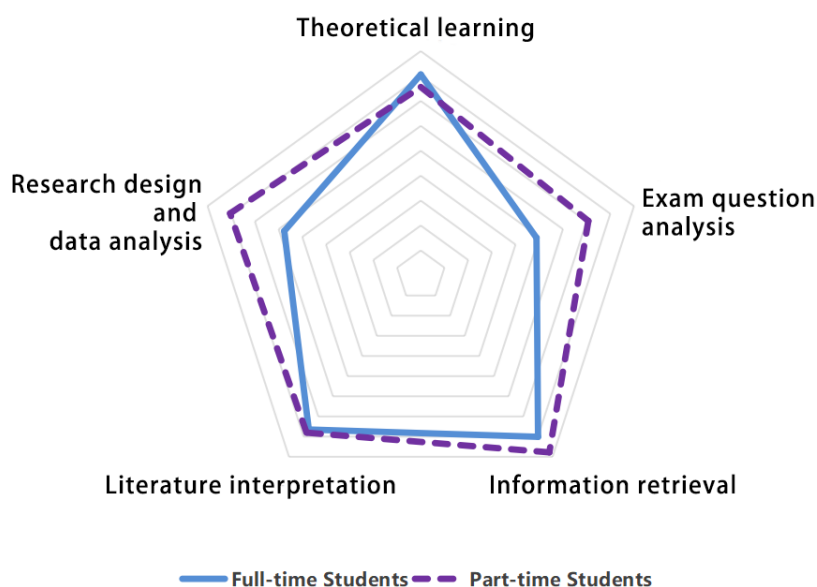 Theoretical learning
Exam question
analysis
Research design
and
data analysis
Literature interpretation
Information retrieval
Full-time Students
Part-time Students